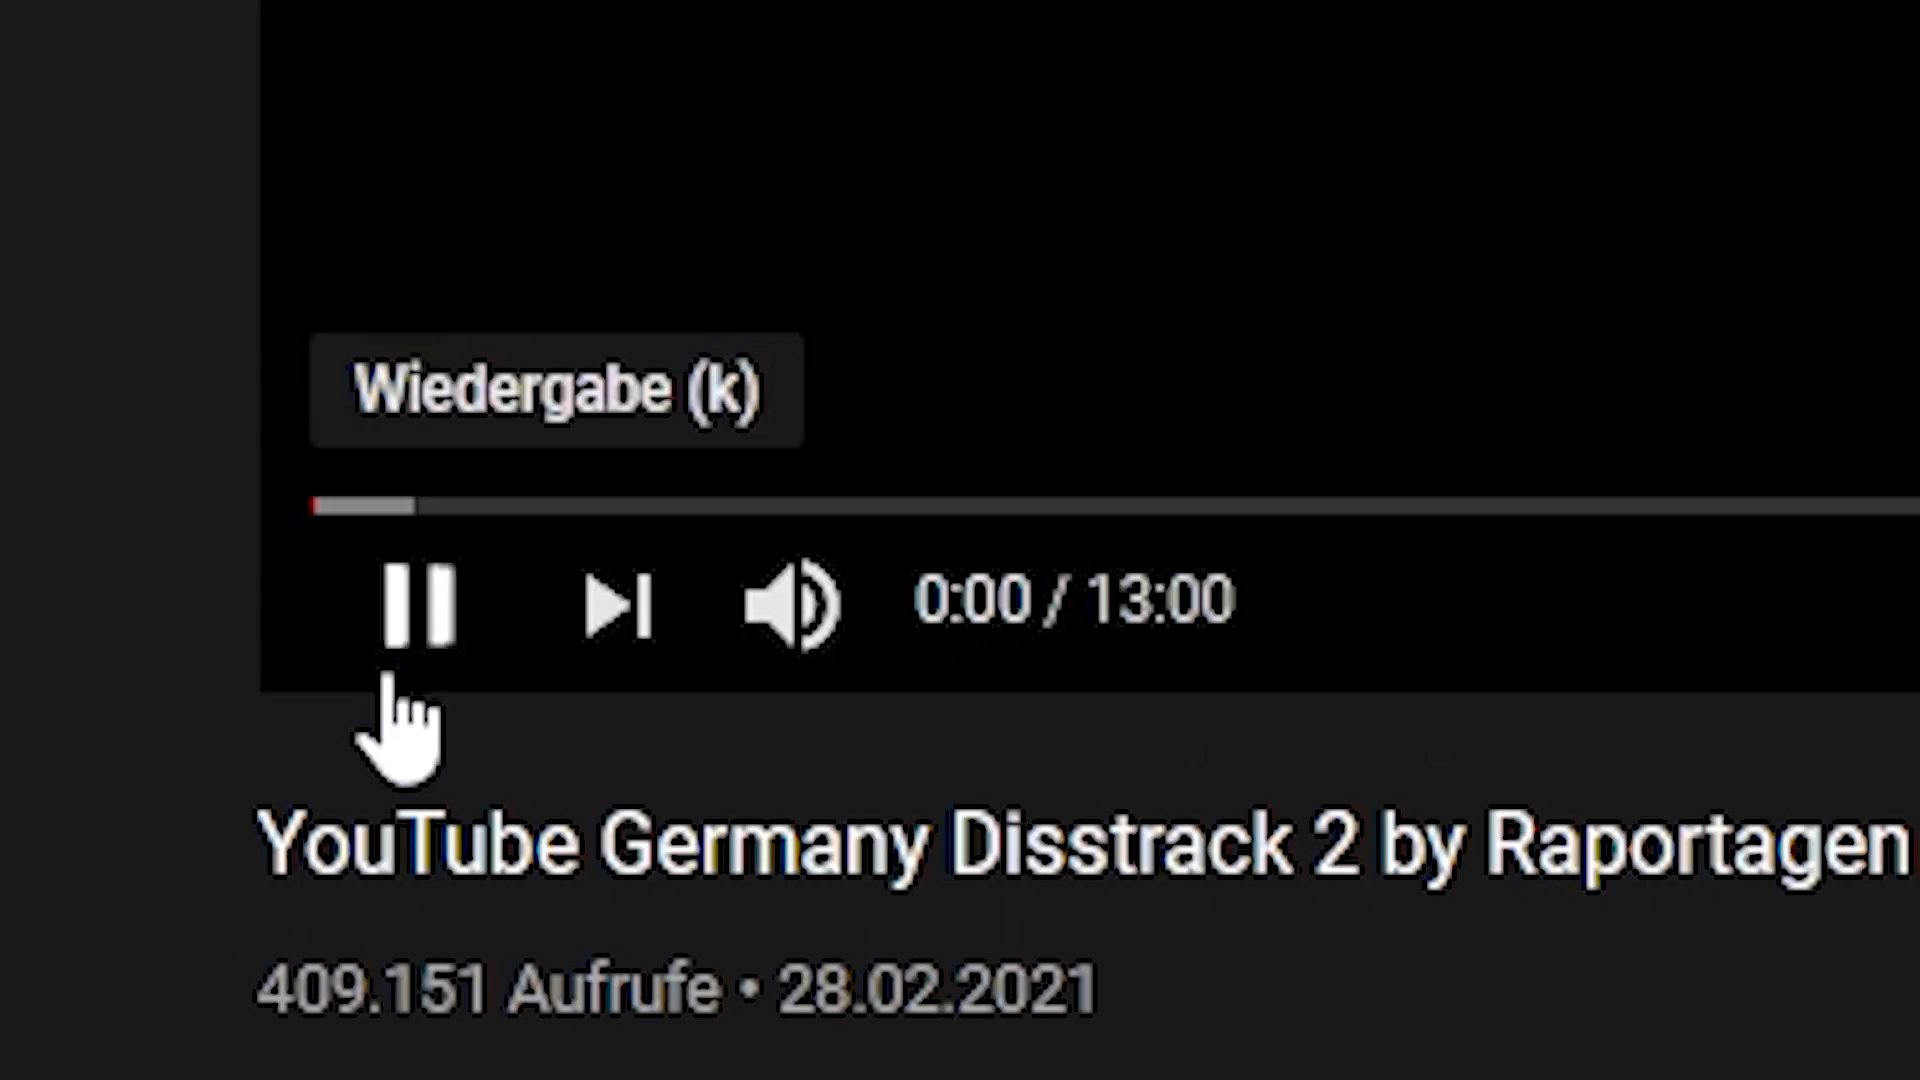 Wiedergabe (k)
0:00 / 13:00
YouTube Germany Disstrack 2 by Raportagen
409.151 Aufrufe • 28.02.2021